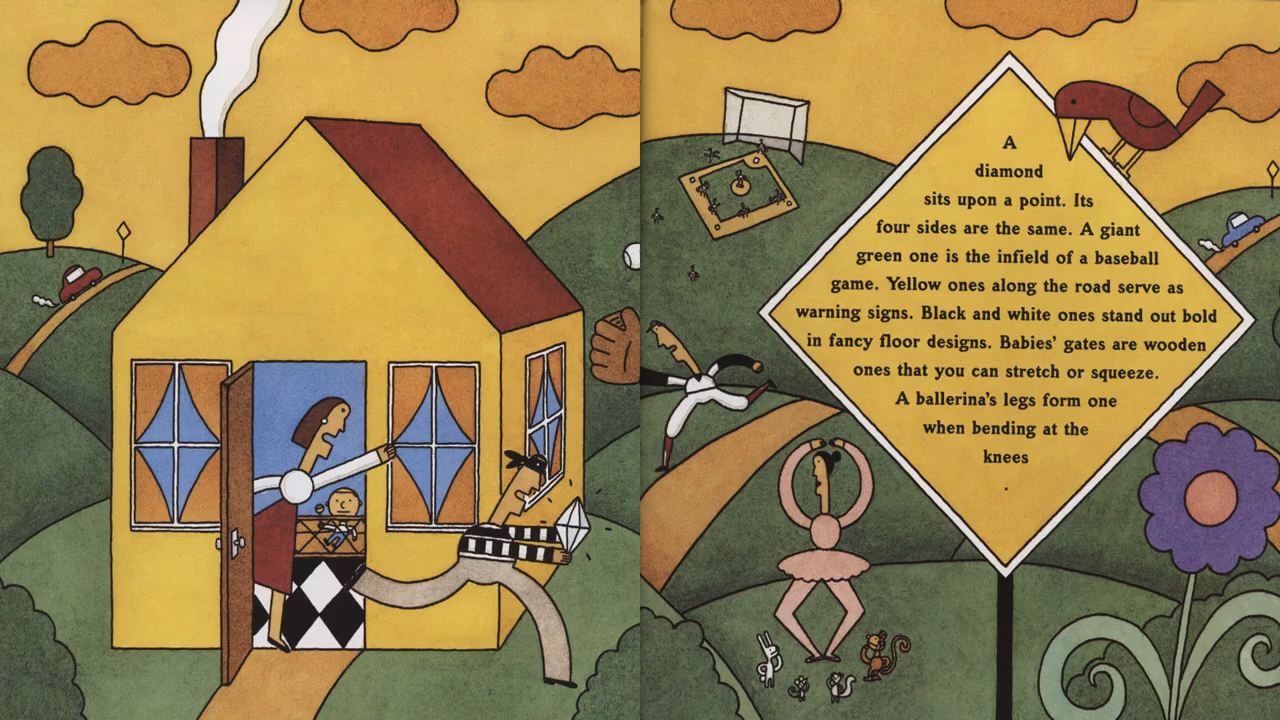 A
diamond
sits upon a point. Its
four sides are the same. A giant
green one is the infield of a baseball
game. Yellow ones along the road serve as
warning signs. Black and white ones stand out bold
in fancy floor designs. Babies' gates are wooden
ones that you can stretch or squeeze.
A ballerina's legs form one
when bending at the
knees
.